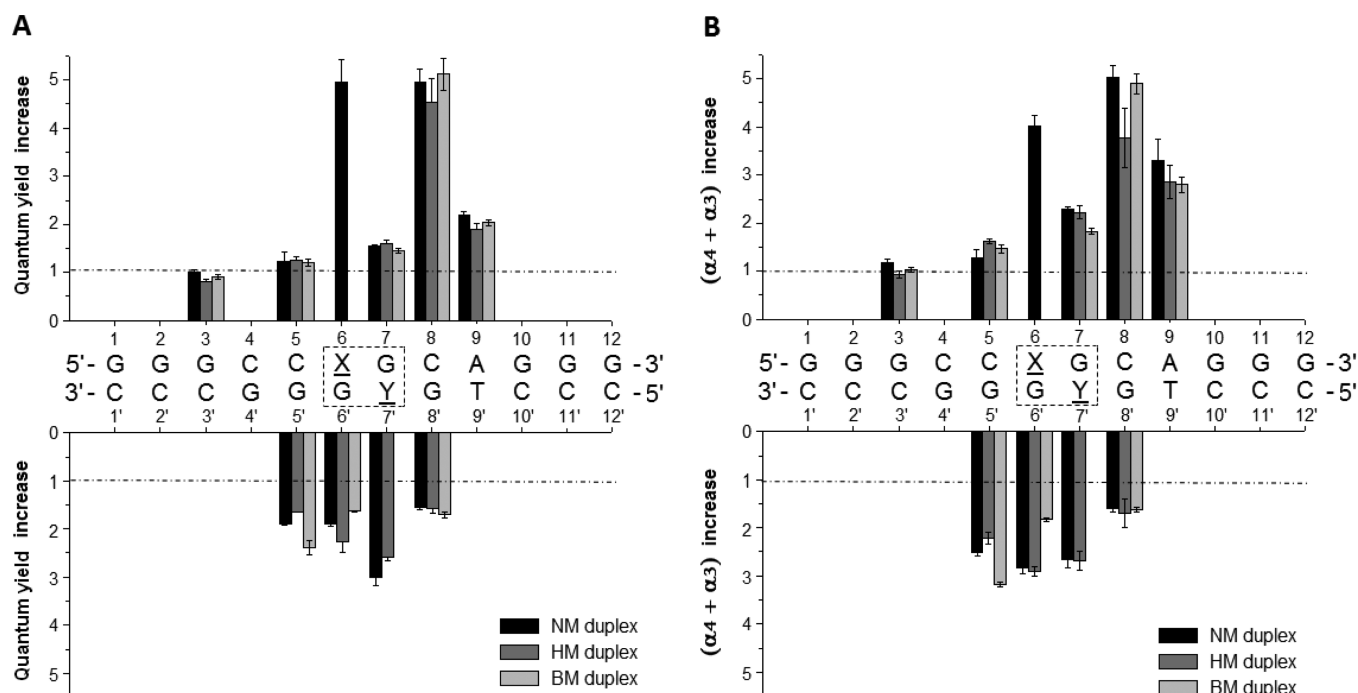 A
Quantum yield increase
5
4
3
2
1
0
1 2 3 4 5 6 7 8 9 10 11 12
5'- G G G C C X G C A G G G -3'
3'- C C C G G G Y G T C C C -5'
1' 2' 3' 4' 5' 6' 7' 8' 9' 10' 11' 12'
Quantum yield increase
0
1
2
3
4
5
NM duplex
HM duplex
BM duplex
B
(α4 + α3) increase
5
4
3
2
1
0
1 2 3 4 5 6 7 8 9 10 11 12
5'- G G G C C X G C A G G G -3'
3'- C C C G G G Y G T C C C -5'
1' 2' 3' 4' 5' 6' 7' 8' 9' 10' 11' 12'
(α4 + α3) increase
0
1
2
3
4
5
NM duplex
HM duplex
BM duplex